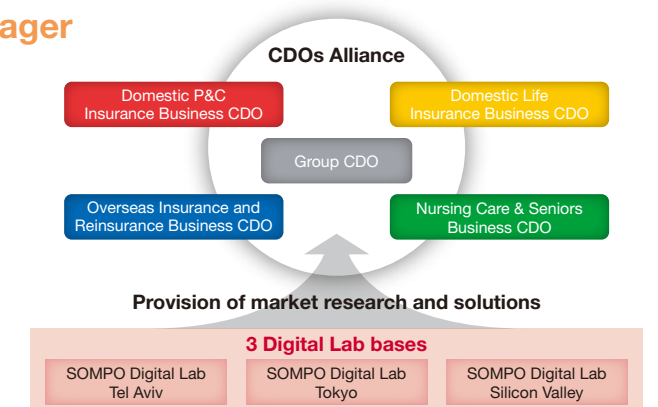 ager
CDOs Alliance
Domestic P&C
Insurance Business CDO
Domestic Life
Insurance Business CDO
Group CDO
Overseas Insurance and
Reinsurance Business CDO
Nursing Care & Seniors
Business CDO
Provision of market research and solutions
3 Digital Lab bases
SOMPO Digital Lab
Tel Aviv
SOMPO Digital Lab
Tokyo
SOMPO Digital Lab
Silicon Valley